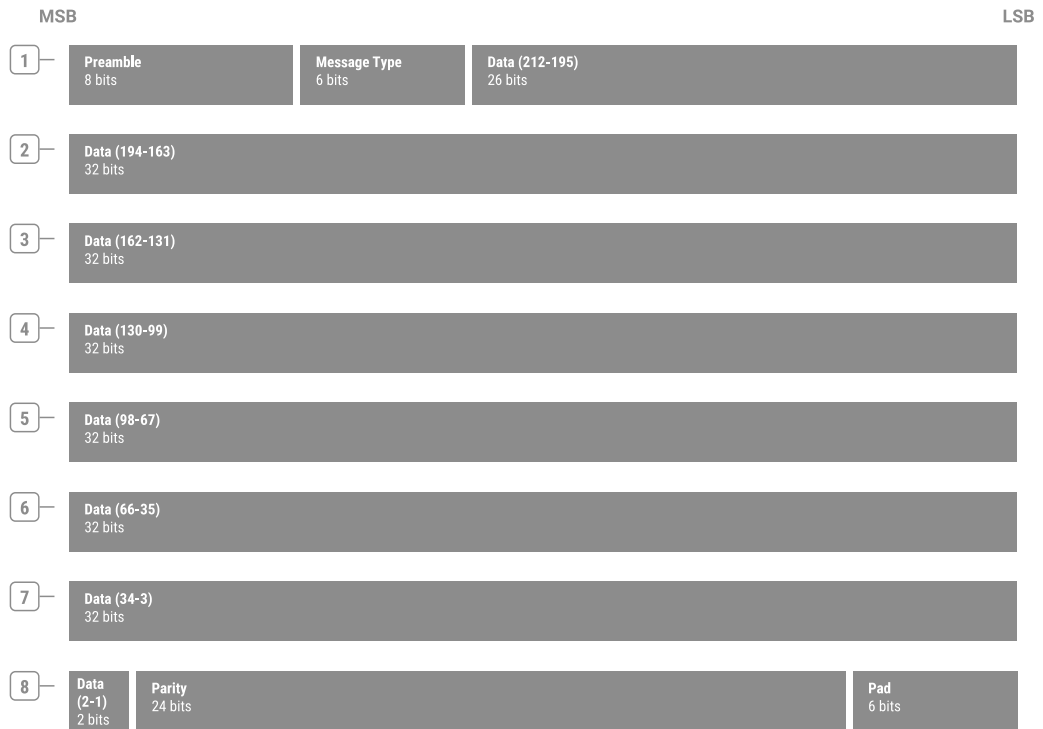 MSB LSB
1 Preamble Message Type Data (212-195)
8 bits 6 bits 26 bits
2 Data (194-163)
32 bits
3 Data (162-131)
32 bits
4 Data (130-99)
32 bits
5 Data (98-67)
32 bits
6 Data (66-35)
32 bits
7 Data (34-3)
32 bits
8 Data
(2-1)
2 bits
Parity
24 bits
Pad
6 bits